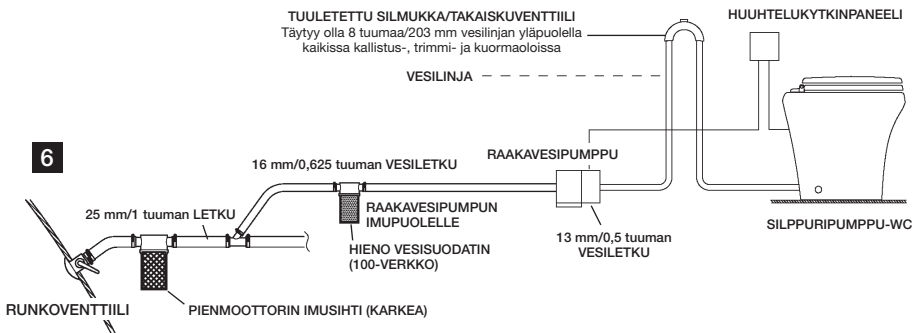 TUULETETTU SILMUKKA/TAKAISKUVENTTIILI
Täytyy olla 8 tuumaa/203 mm vesilinjan yläpuolella
kaikissa kallistus-, trimmi- ja kuormaoloissa
HUUHTELUKYTKINPANEELI
VESILINJA
6
16 mm/0,625 tuuman VESILETKU
RAAKAVESIPUMPPU
25 mm/1 tuuman LETKU
RAAKAVESIPUMPUN
IMUPUOLELLE
HIENO VESISUODATIN
(100-VERKKO)
13 mm/0,5 tuuman
VESILETKU
SILPPURIPUMPPU-WC
RUNKOVENTTIILI
PIENMOOTTORIN IMUSIHTI (KARKEA)